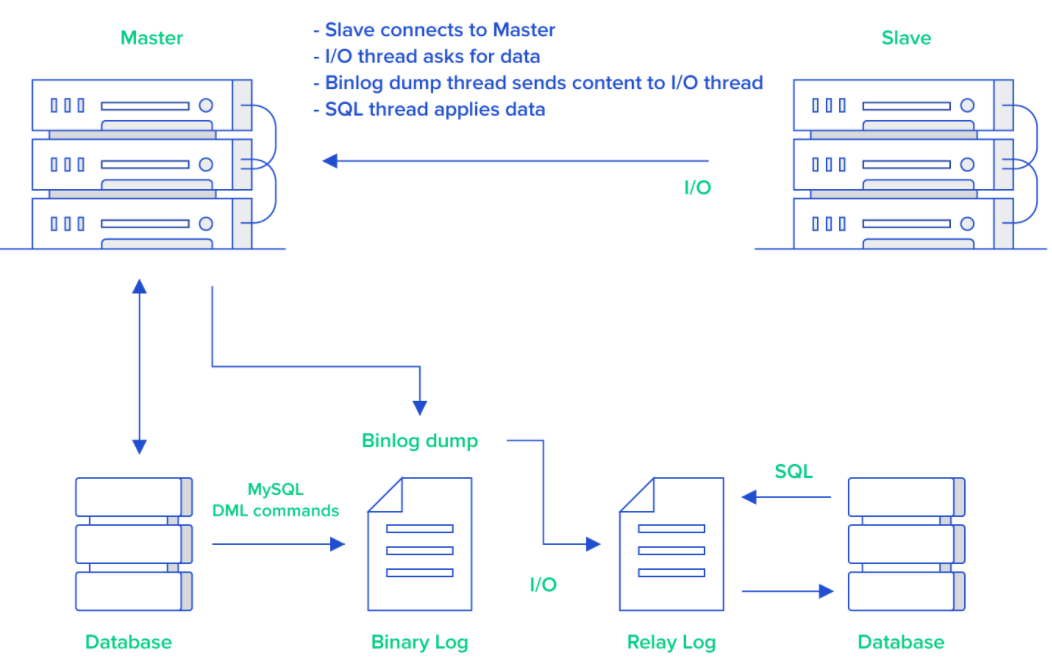 Master
- Slave connects to Master
- I/O thread asks for data
- Binlog dump thread sends content to I/O thread
- SQL thread applies data
Slave
I/O
Binlog dump
MySQL
DML commands
SQL
I/O
Database
Binary Log
Relay Log
Database